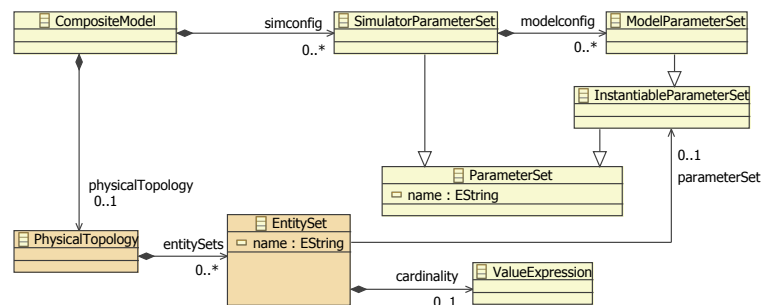 CompositeModel
simconfig
0..*
SimulatorParameterSet
modelconfig
0..*
ModelParameterSet
InstantiableParameterSet
ParameterSet
name : EString
0..1
parameterSet
physicalTopology
0..1
PhysicalTopology
entitySets
0..*
EntitySet
name : EString
cardinality
0..1
ValueExpression